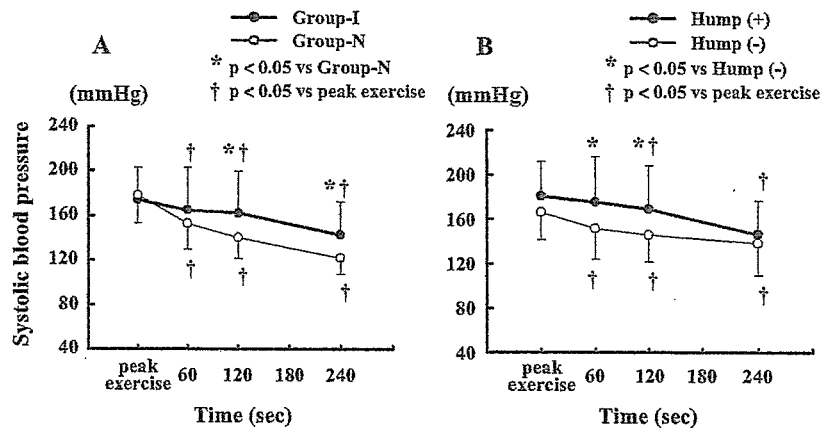 A
Group-I
Group-N
* p < 0.05 vs Group-N
† p < 0.05 vs peak exercise
(mmHg)
Systolic blood pressure
240
200
160
120
80
40
† *† *†
† † †
peak exercise 60 120 180 240
Time (sec)
B
Hump (+)
Hump (-)
* p < 0.05 vs Hump (-)
† p < 0.05 vs peak exercise
(mmHg)
240
200
160
120
80
40
* *† †
† † †
peak exercise 60 120 180 240
Time (sec)